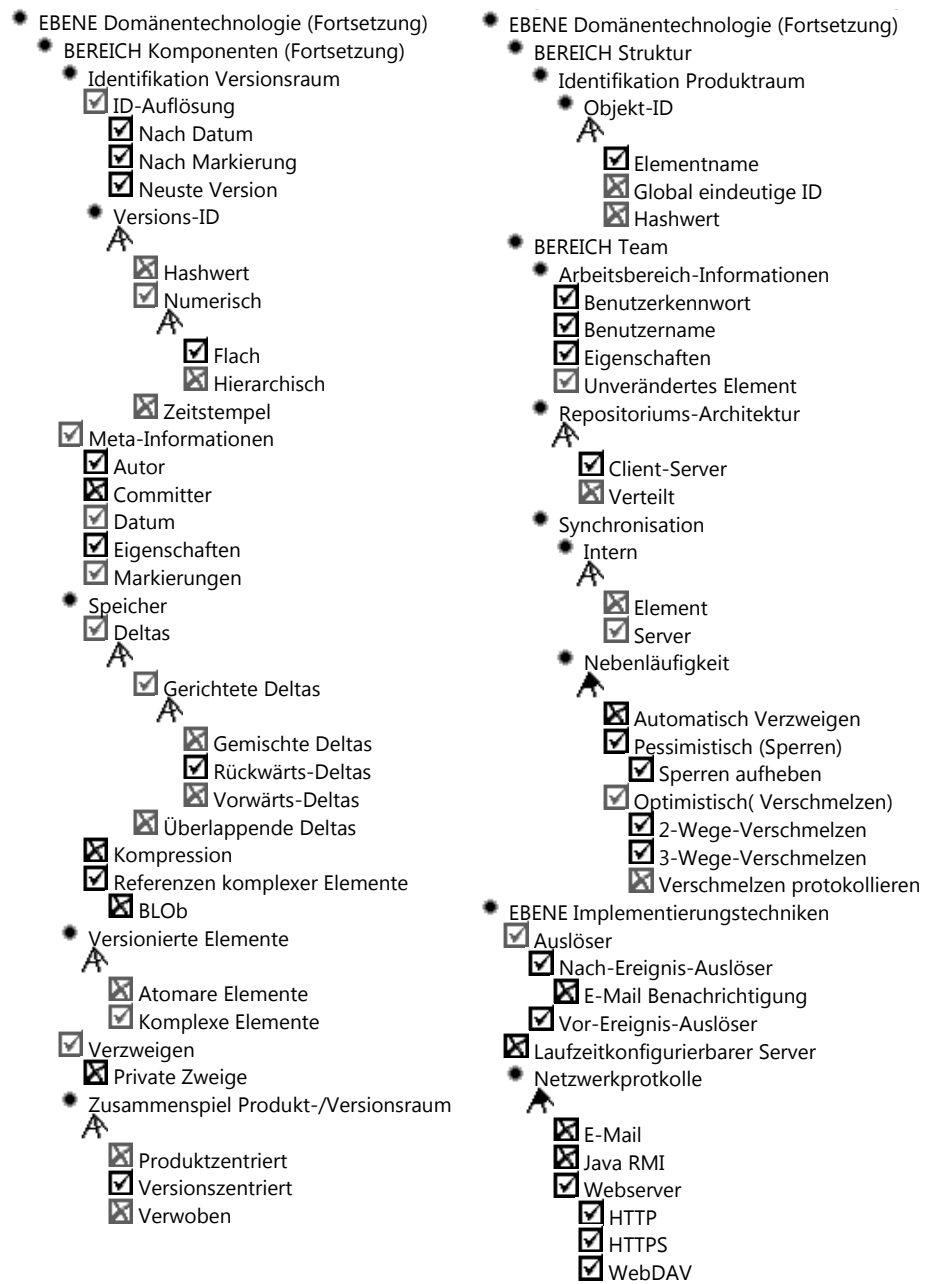 EBENE Domänentechnologie (Fortsetzung)
BEREICH Komponenten (Fortsetzung)
Identifikation Versionsraum
ID-Auflösung
Nach Datum
Nach Markierung
Neuste Version
Versions-ID
Hashwert
Numerisch
Flach
Hierarchisch
Zeitstempel
Meta-Informationen
Autor
Committer
Datum
Eigenschaften
Markierungen
Speicher
Deltas
Gerichtete Deltas
Gemischte Deltas
Rückwärts-Deltas
Vorwärts-Deltas
Überlappende Deltas
Kompression
Referenzen komplexer Elemente
BLOb
Versionierte Elemente
Atomare Elemente
Komplexe Elemente
Verzweigen
Private Zweige
Zusammenspiel Produkt-/Versionsraum
Produktzentriert
Versionszentriert
Verwoben
EBENE Domänentechnologie (Fortsetzung)
BEREICH Struktur
Identifikation Produktraum
Objekt-ID
Elementname
Global eindeutige ID
Hashwert
BEREICH Team
Arbeitsbereich-Informationen
Benutzerkennwort
Benutzername
Eigenschaften
Unverändertes Element
Repositoriums-Architektur
Client-Server
Verteilt
Synchronisation
Intern
Element
Server
Nebenläufigkeit
Automatisch Verzweigen
Pessimistisch (Sperren)
Sperren aufheben
Optimistisch( Verschmelzen)
2-Wege-Verschmelzen
3-Wege-Verschmelzen
Verschmelzen protokollieren
EBENE Implementierungstechniken
Auslöser
Nach-Ereignis-Auslöser
E-Mail Benachrichtigung
Vor-Ereignis-Auslöser
Laufzeitkonfigurierbarer Server
Netzwerkprotkolle
E-Mail
Java RMI
Webserver
HTTP
HTTPS
WebDAV